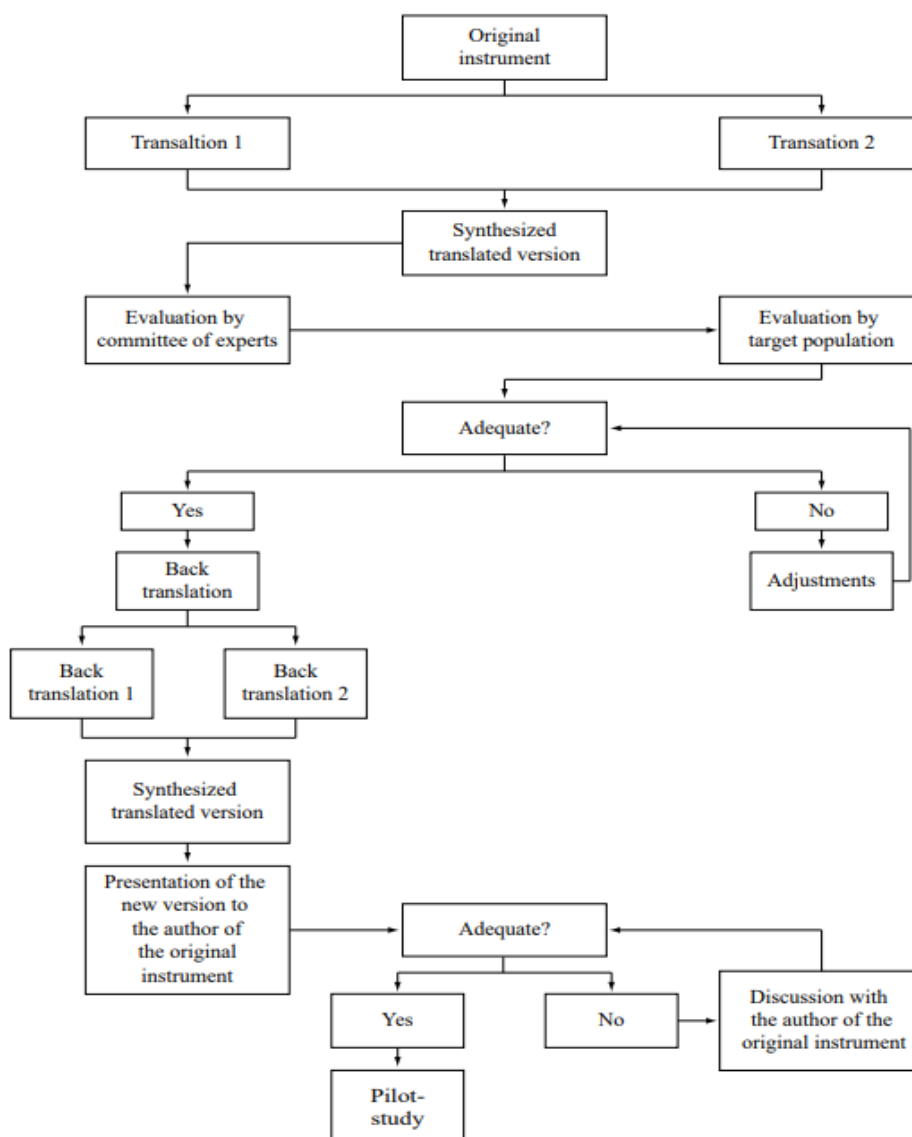 Original
instrument
Transaltion 1
Transation 2
Synthesized
translated version
Evaluation by
committee of experts
Evaluation by
target population
Adequate?
Yes
No
Back
translation
Adjustments
Back
translation 1
Back
translation 2
Synthesized
translated version
Presentation of the
new version to
the author of
the original
instrument
Adequate?
Yes
No
Discussion with
the author of the
original instrument
Pilot-
study